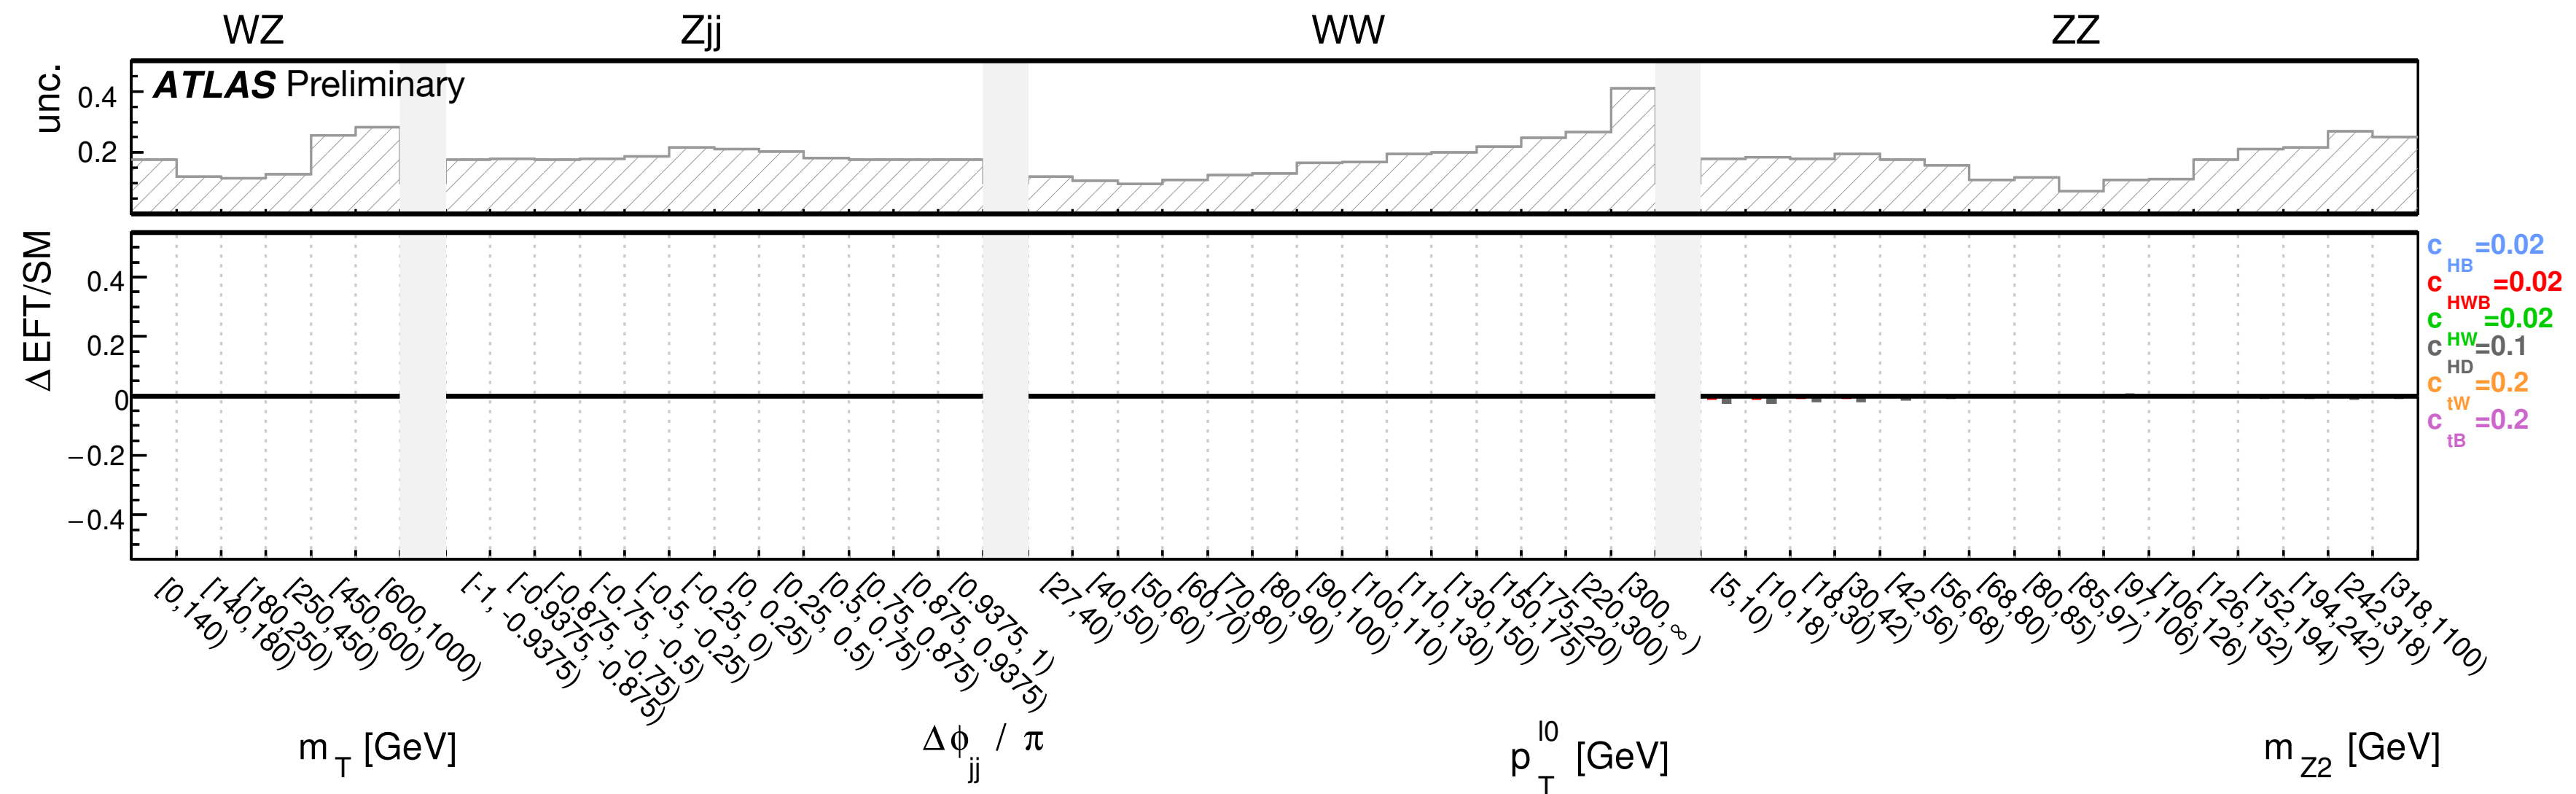 WZ Zjj WW ZZ
ATLAS Preliminary
unc.
0.4
0.2
ΔEFT/SM
0.4
0.2
0
−0.2
−0.4
c HB =0.02
c HWB =0.02
c HW =0.02
c HD =0.1
c tW =0.2
c tB =0.2
[0,140) [140,180) [180,250) [250,450) [450,600) [600,1000)
[-1, -0.9375) [-0.9375, -0.875) [-0.875, -0.75) [-0.75, -0.5) [-0.5, -0.25) [-0.25, 0) [0, 0.25) [0.25, 0.5) [0.5, 0.75) [0.75, 0.875) [0.875, 0.9375) [0.9375, 1)
[27,40) [40,50) [50,60) [60,70) [70,80) [80,90) [90,100) [100,110) [110,130) [130,150) [150,175) [175,220) [220,300) [300,∞)
[5,10) [10,18) [18,30) [30,42) [42,56) [56,68) [68,80) [80,85) [85,97) [97,106) [106,126) [126,152) [152,194) [194,242) [242,318) [318,1100)
m T [GeV] Δϕ jj / π p T l0 [GeV] m Z2 [GeV]